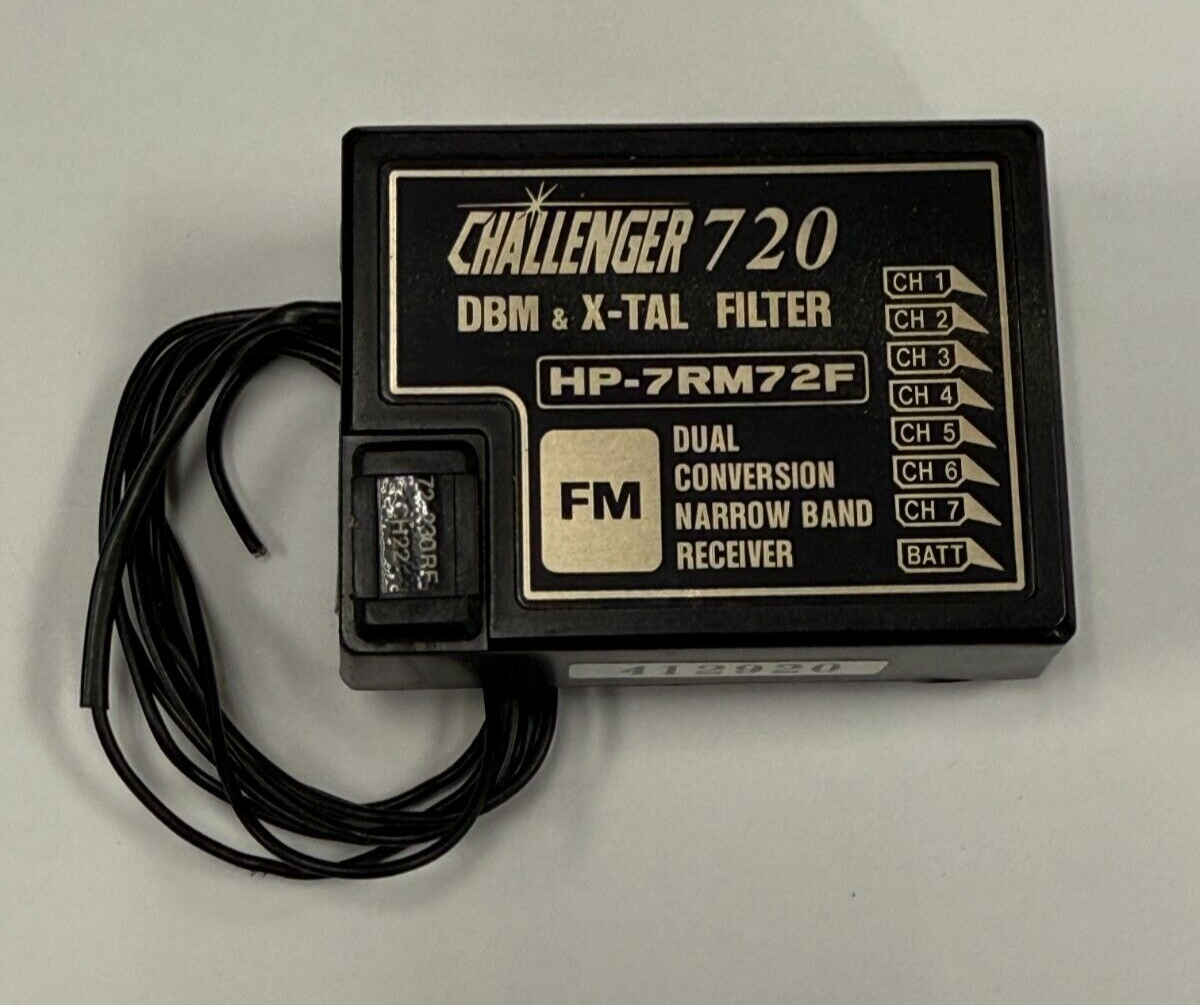 CHALLENGER 720
DBM & X-TAL FILTER
HP-7RM72F
FM
DUAL
CONVERSION
NARROW BAND
RECEIVER
CH 1
CH 2
CH 3
CH 4
CH 5
CH 6
CH 7
BATT
CH22
412920